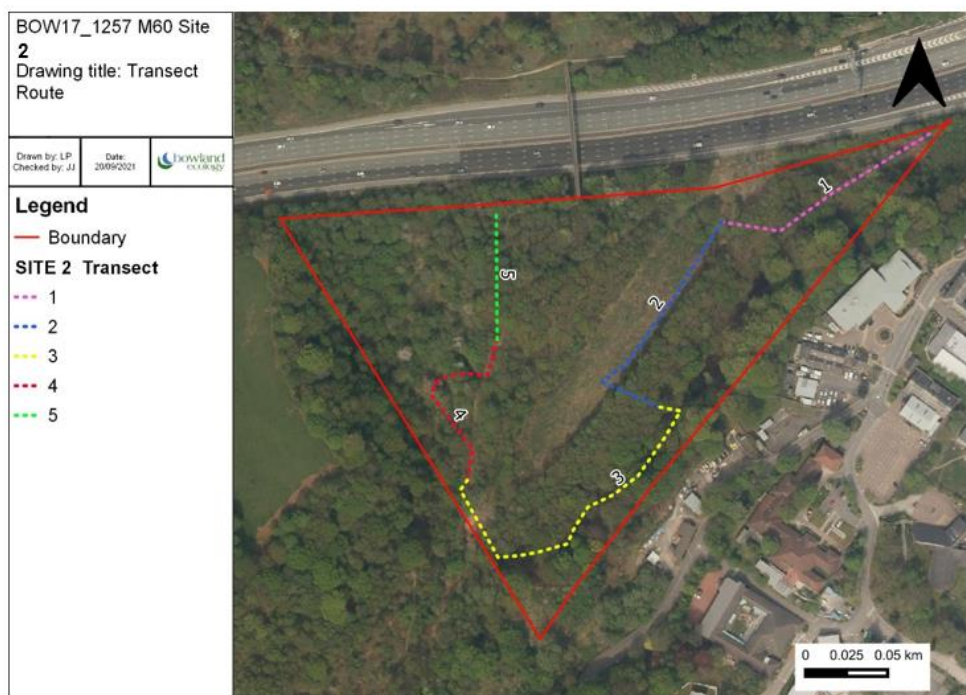 BOW17_1257 M60 Site
2
Drawing title: Transect
Route
Drawn by: LP
Checked by: JJ
Date:
20/09/2021
bowland
ecology
Legend
Boundary
SITE 2 Transect
1
2
3
4
5
1
2
3
4
5
0 0.025 0.05 km